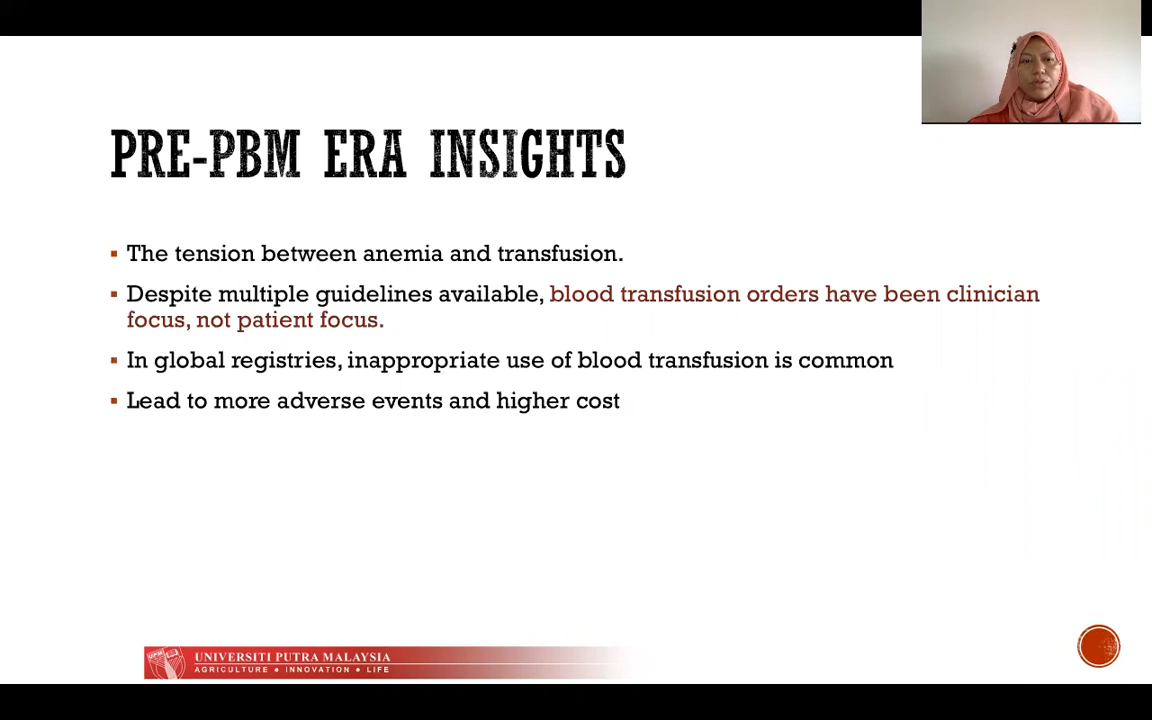 PRE-PBM ERA INSIGHTS
▪ The tension between anemia and transfusion.
▪ Despite multiple guidelines available, blood transfusion orders have been clinician
focus, not patient focus.
▪ In global registries, inappropriate use of blood transfusion is common
▪ Lead to more adverse events and higher cost
UPM
UNIVERSITI PUTRA MALAYSIA
AGRICULTURE • INNOVATION • LIFE